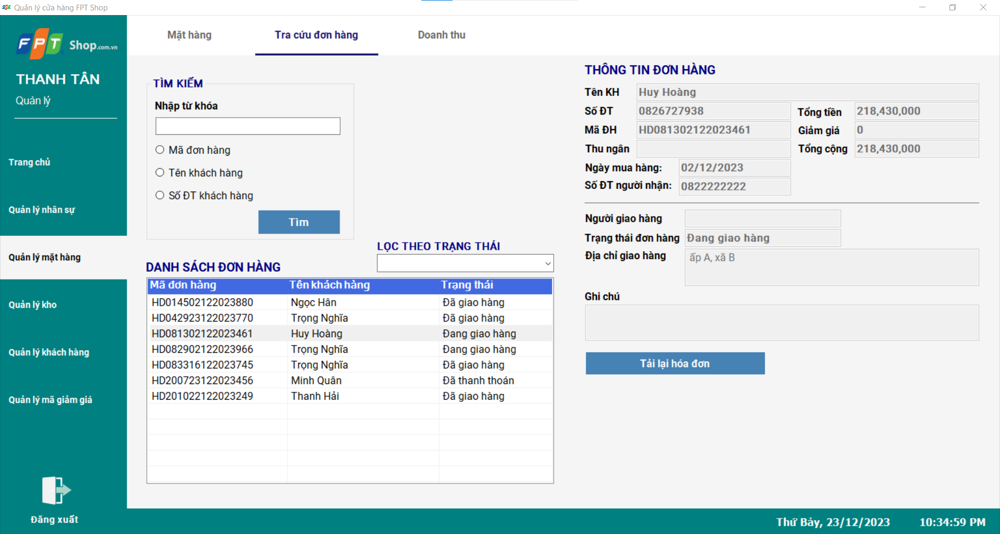 Quản lý cửa hàng FPT Shop
FPT Shop.com.vn
THANH TÂN
Quản lý
Trang chủ
Quản lý nhân sự
Quản lý mặt hàng
Quản lý kho
Quản lý khách hàng
Quản lý mã giảm giá
Đăng xuất
Mặt hàng Tra cứu đơn hàng Doanh thu
TÌM KIẾM
Nhập từ khóa
Mã đơn hàng
Tên khách hàng
Số ĐT khách hàng
Tìm
LỌC THEO TRẠNG THÁI
DANH SÁCH ĐƠN HÀNG
Mã đơn hàng Tên khách hàng Trạng thái
HD014502122023880 Ngọc Hân Đã giao hàng
HD042923122023770 Trọng Nghĩa Đã giao hàng
HD081302122023461 Huy Hoàng Đang giao hàng
HD082902122023966 Trọng Nghĩa Đang giao hàng
HD083316122023745 Trọng Nghĩa Đã giao hàng
HD200723122023456 Minh Quân Đã thanh thoán
HD201022122023249 Thanh Hải Đã giao hàng
THÔNG TIN ĐƠN HÀNG
Tên KH Huy Hoàng
Số ĐT 0826727938 Tổng tiền 218,430,000
Mã ĐH HD081302122023461 Giảm giá 0
Thu ngân Tổng cộng 218,430,000
Ngày mua hàng: 02/12/2023
Số ĐT người nhận: 0822222222
Người giao hàng
Trạng thái đơn hàng Đang giao hàng
Địa chỉ giao hàng ấp A, xã B
Ghi chú
Tải lại hóa đơn
Thứ Bảy, 23/12/2023 10:34:59 PM